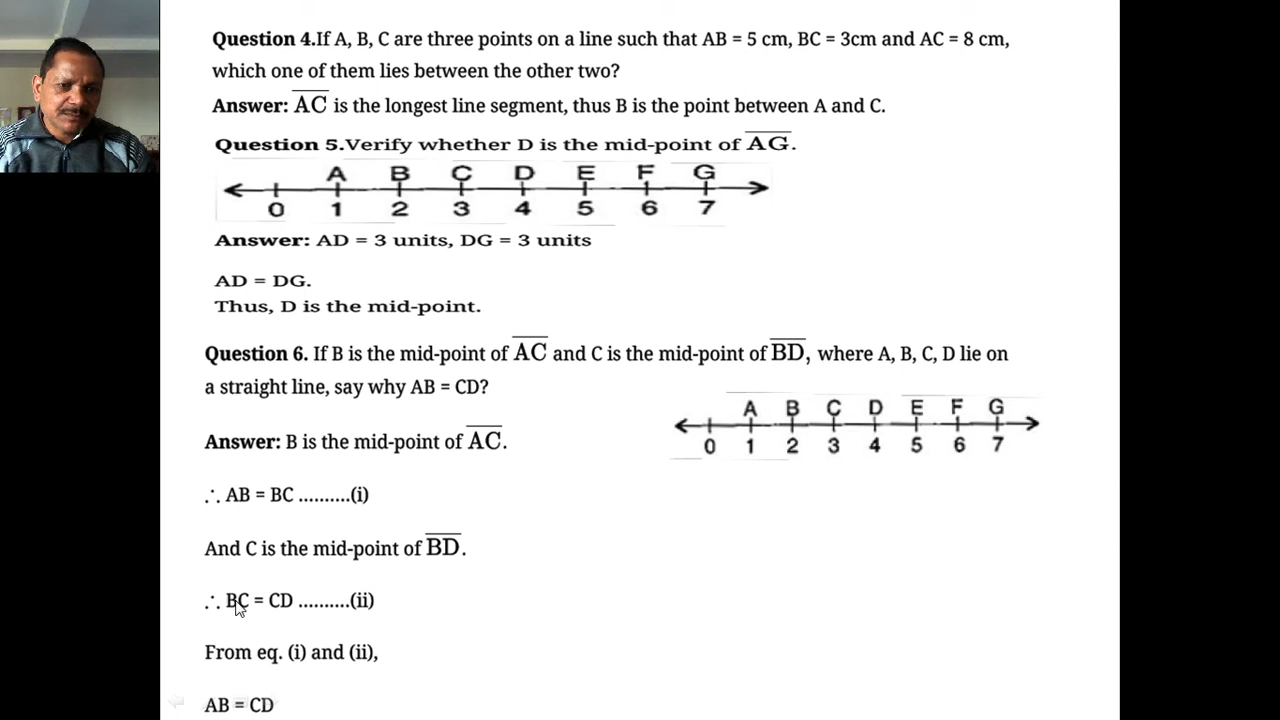 Question 4.If A, B, C are three points on a line such that AB = 5 cm, BC = 3cm and AC = 8 cm,
which one of them lies between the other two?
Answer: A̅C̅ is the longest line segment, thus B is the point between A and C.
Question 5.Verify whether D is the mid-point of A̅G̅.
A B C D E F G
0 1 2 3 4 5 6 7
Answer: AD = 3 units, DG = 3 units
AD = DG.
Thus, D is the mid-point.
Question 6. If B is the mid-point of A̅C̅ and C is the mid-point of B̅D̅, where A, B, C, D lie on
a straight line, say why AB = CD?
A B C D E F G
0 1 2 3 4 5 6 7
Answer: B is the mid-point of A̅C̅.
∴ AB = BC ..........(i)
And C is the mid-point of B̅D̅.
∴ BC = CD ..........(ii)
From eq. (i) and (ii),
AB = CD